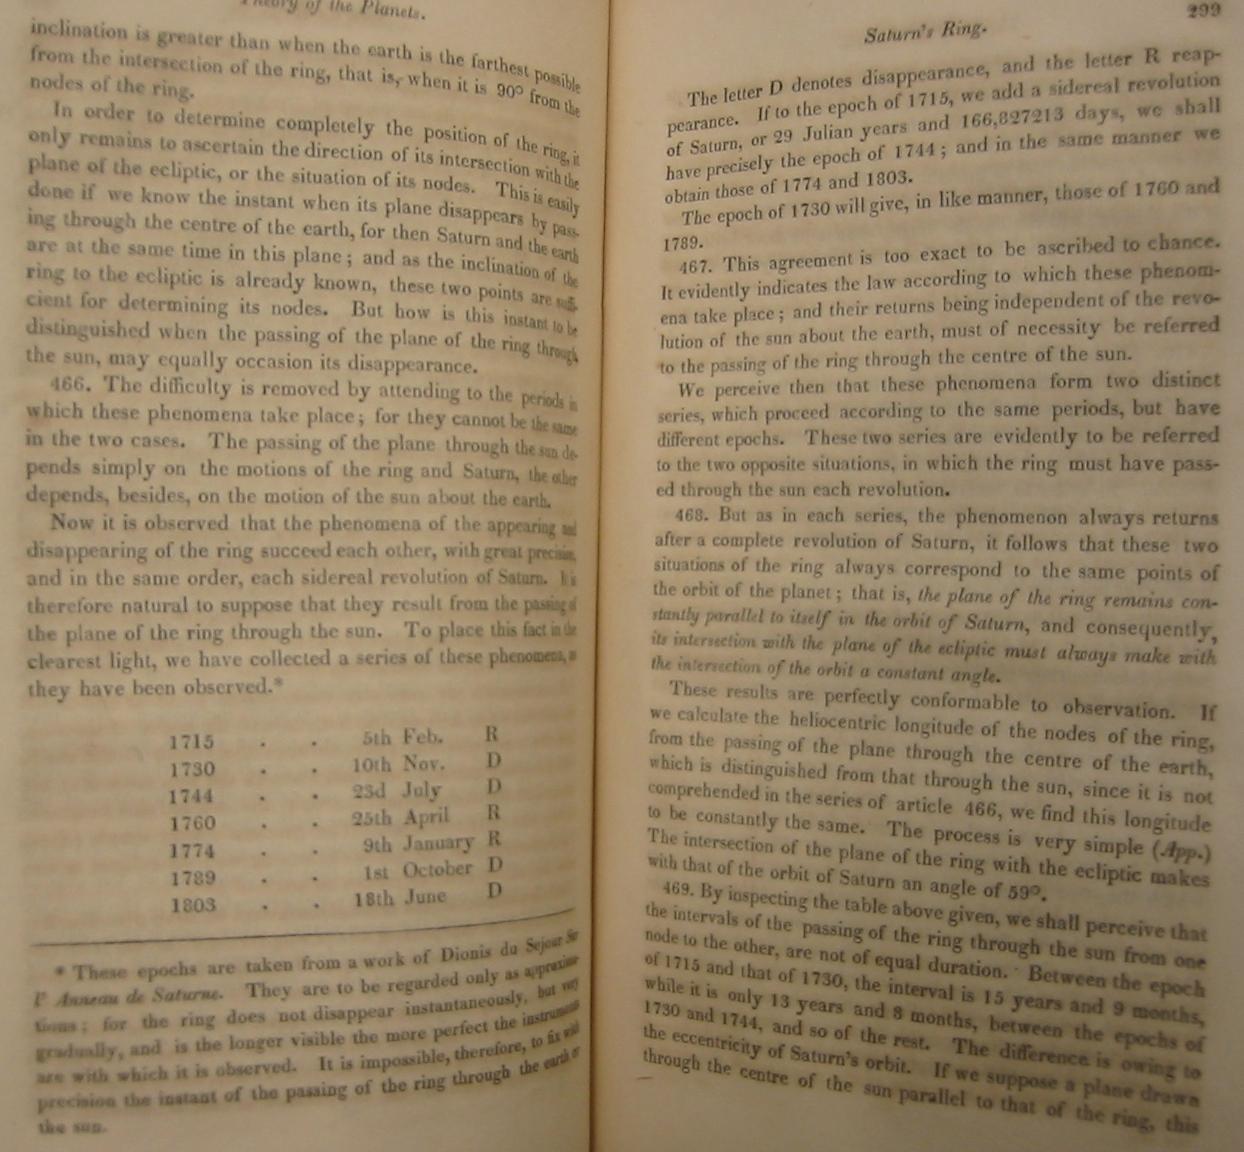 Theory of the Planets.
inclination is greater than when the earth is the farthest possible
from the intersection of the ring, that is, when it is 90° from the
nodes of the ring.
In order to determine completely the position of the ring, it
only remains to ascertain the direction of its intersection with the
plane of the ecliptic, or the situation of its nodes. This is easily
done if we know the instant when its plane disappears by pass-
ing through the centre of the earth, for then Saturn and the earth
are at the same time in this plane; and as the inclination of the
ring to the ecliptic is already known, these two points are suffi-
cient for determining its nodes. But how is this instant to be
distinguished when the passing of the plane of the ring through
the sun, may equally occasion its disappearance.
466. The difficulty is removed by attending to the periods in
which these phenomena take place; for they cannot be the same
in the two cases. The passing of the plane through the sun de-
pends simply on the motions of the ring and Saturn, the other
depends, besides, on the motion of the sun about the earth.
Now it is observed that the phenomena of the appearing and
disappearing of the ring succeed each other, with great precision,
and in the same order, each sidereal revolution of Saturn. It is
therefore natural to suppose that they result from the passing of
the plane of the ring through the sun. To place this fact in the
clearest light, we have collected a series of these phenomena, as
they have been observed.*
1715 . . 5th Feb. R
1730 . . 10th Nov. D
1744 . . 23d July D
1760 . . 25th April R
1774 . . 9th January R
1789 . . 1st October D
1803 . . 18th June D
* These epochs are taken from a work of Dionis du Sejour Sur
l' Anneau de Saturne. They are to be regarded only as approxima-
tions; for the ring does not disappear instantaneously, but very
gradually, and is the longer visible the more perfect the instruments
are with which it is observed. It is impossible, therefore, to fix with
precision the instant of the passing of the ring through the earth or
the sun.
Saturn's Ring. 299
The letter D denotes disappearance, and the letter R reap-
pearance. If to the epoch of 1715, we add a sidereal revolution
of Saturn, or 29 Julian years and 166,827213 days, we shall
have precisely the epoch of 1744; and in the same manner we
obtain those of 1774 and 1803.
The epoch of 1730 will give, in like manner, those of 1760 and
1789.
467. This agreement is too exact to be ascribed to chance.
It evidently indicates the law according to which these phenom-
ena take place; and their returns being independent of the revo-
lution of the sun about the earth, must of necessity be referred
to the passing of the ring through the centre of the sun.
We perceive then that these phenomena form two distinct
series, which proceed according to the same periods, but have
different epochs. These two series are evidently to be referred
to the two opposite situations, in which the ring must have pass-
ed through the sun each revolution.
468. But as in each series, the phenomenon always returns
after a complete revolution of Saturn, it follows that these two
situations of the ring always correspond to the same points of
the orbit of the planet; that is, the plane of the ring remains con-
stantly parallel to itself in the orbit of Saturn, and consequently,
its intersection with the plane of the ecliptic must always make with
the intersection of the orbit a constant angle.
These results are perfectly conformable to observation. If
we calculate the heliocentric longitude of the nodes of the ring,
from the passing of the plane through the centre of the earth,
which is distinguished from that through the sun, since it is not
comprehended in the series of article 466, we find this longitude
to be constantly the same. The process is very simple (App.)
The intersection of the plane of the ring with the ecliptic makes
with that of the orbit of Saturn an angle of 59°.
469. By inspecting the table above given, we shall perceive that
the intervals of the passing of the ring through the sun from one
node to the other, are not of equal duration. Between the epoch
of 1715 and that of 1730, the interval is 15 years and 9 months,
while it is only 13 years and 8 months, between the epochs of
1730 and 1744, and so of the rest. The difference is owing to
the eccentricity of Saturn's orbit. If we suppose a plane drawn
through the centre of the sun parallel to that of the ring, this